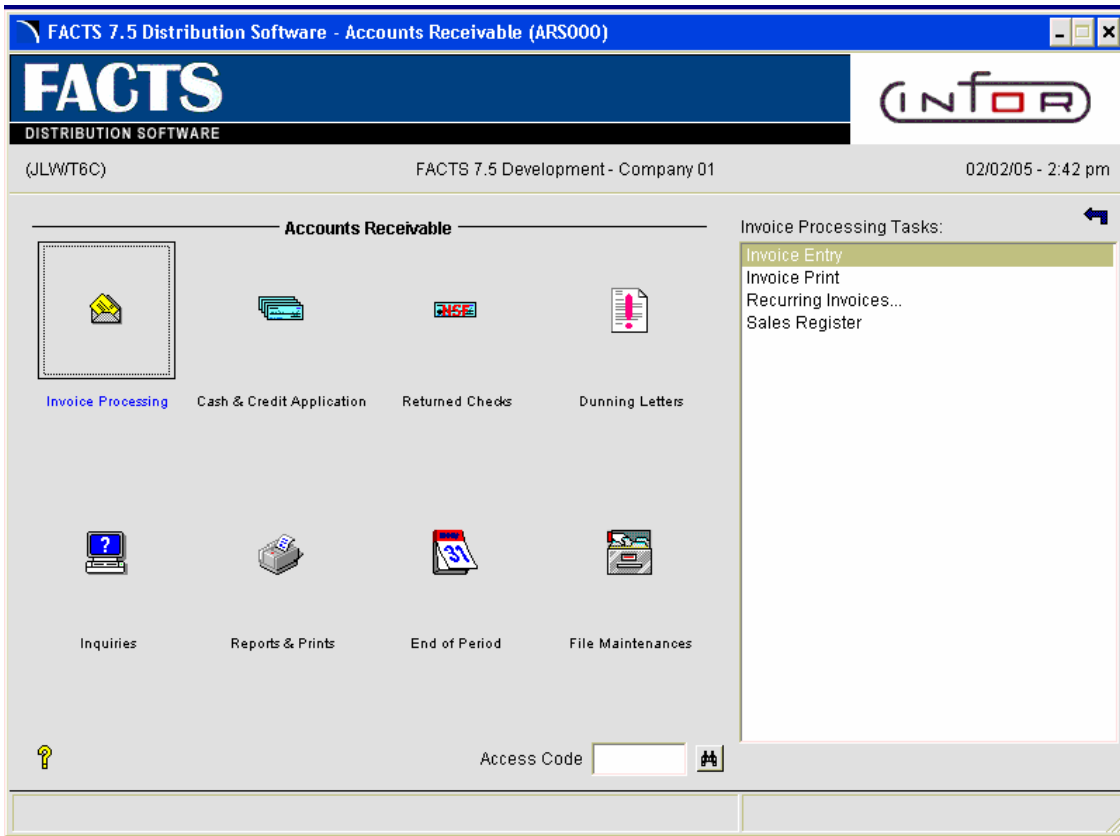 FACTS 7.5 Distribution Software - Accounts Receivable (ARS000)
FACTS
DISTRIBUTION SOFTWARE
INFOR
(JLW/T6C)
FACTS 7.5 Development - Company 01
02/02/05 - 2:42 pm
Accounts Receivable
NSF
31
?
Invoice Processing
Cash & Credit Application
Returned Checks
Dunning Letters
Inquiries
Reports & Prints
End of Period
File Maintenances
Invoice Processing Tasks:
Invoice Entry
Invoice Print
Recurring Invoices...
Sales Register
?
Access Code